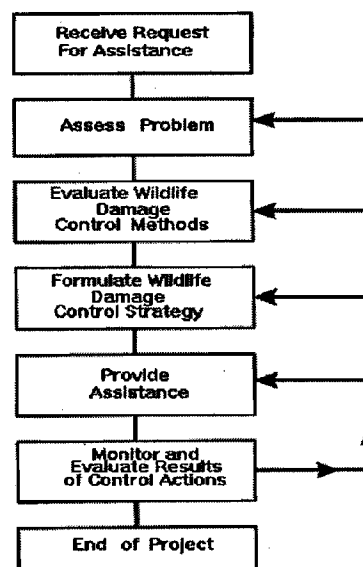 Receive Request
For Assistance
Assess Problem
Evaluate Wildlife
Damage
Control Methods
Formulate Wildlife
Damage
Control Strategy
Provide
Assistance
Monitor and
Evaluate Results
of Control Actions
End of Project